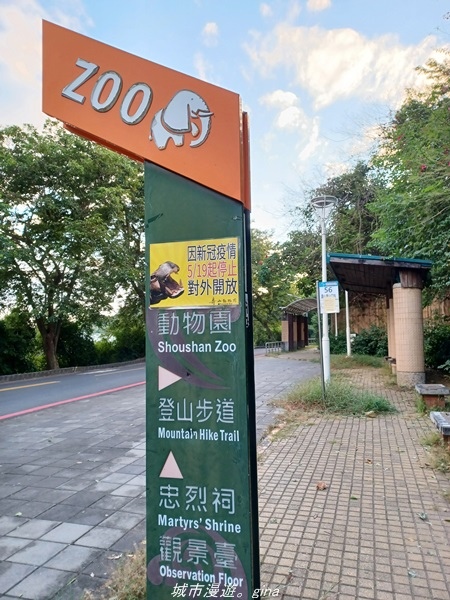 ZOO
因新冠疫情
5/19起停止
對外開放
動物園
Shoushan Zoo
登山步道
Mountain Hike Trail
忠烈祠
Martyrs' Shrine
觀景臺
Observation Floor
56
城市漫遊。gina